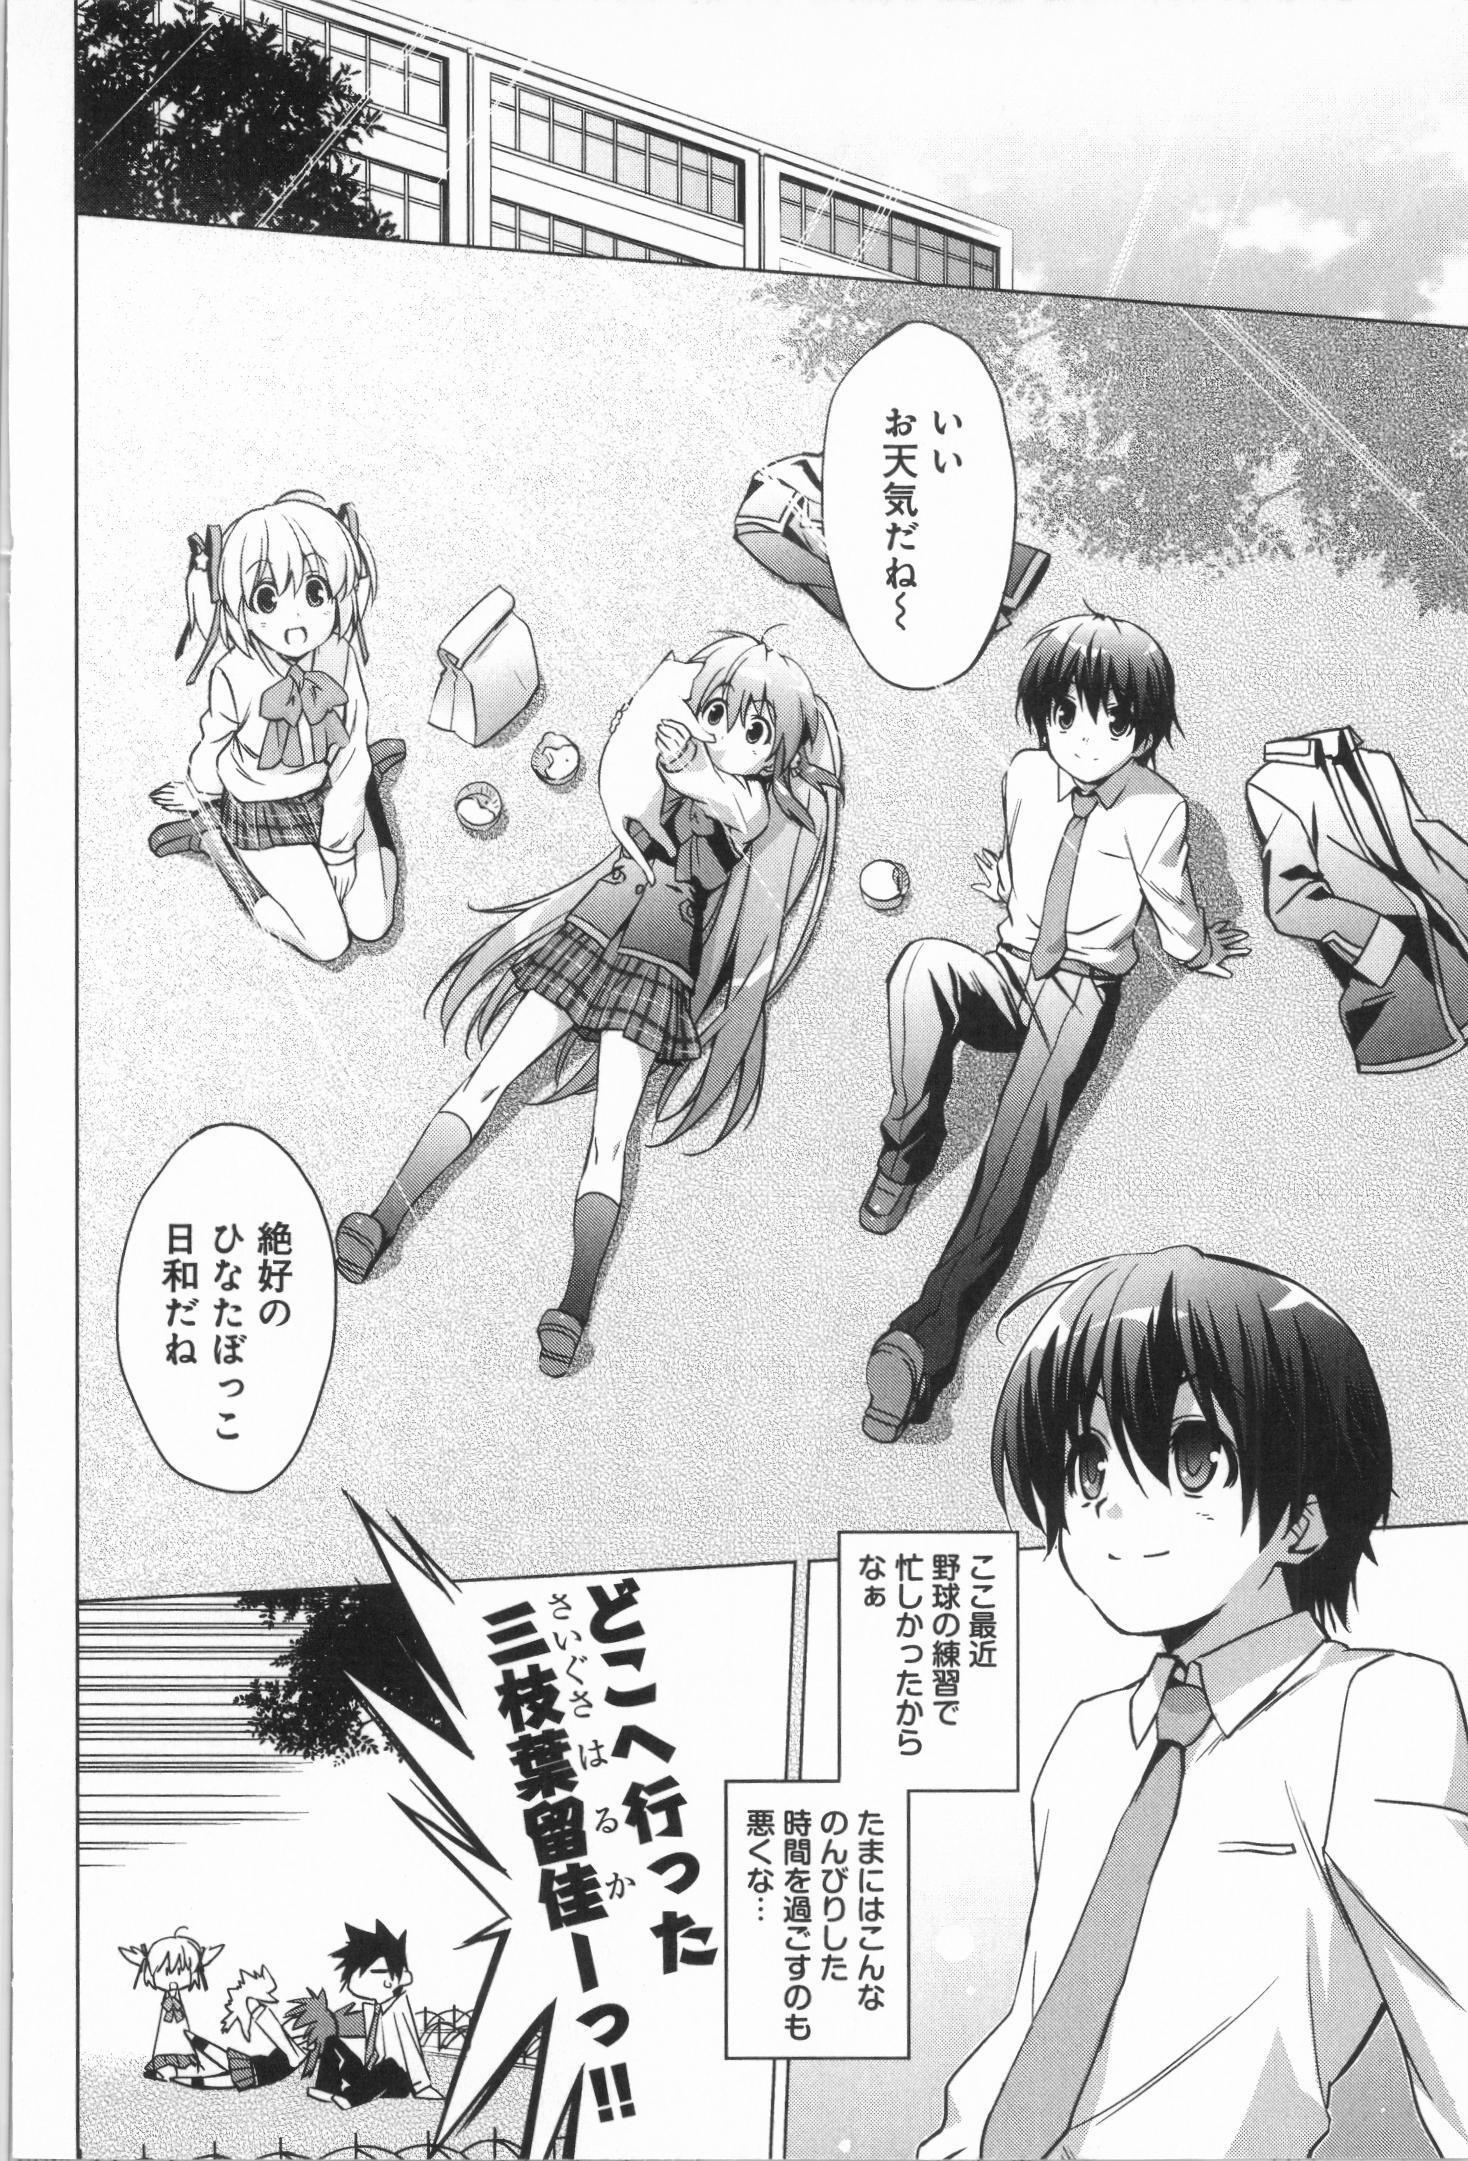 いい
お天気だね～
絶好の
ひなたぼっこ
日和だね
ここ最近
野球の練習で
忙しかったから
なぁ
たまにはこんな
のんびりした
時間を過ごすのも
悪くな…
どこへ行った
三枝葉留佳ーっ!!
さいぐさはるか